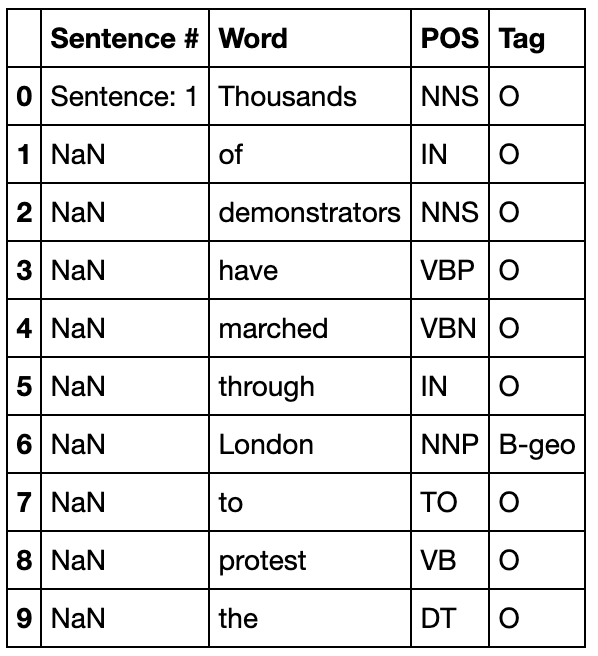 Sentence # Word POS Tag
0 Sentence: 1 Thousands NNS O
1 NaN of IN O
2 NaN demonstrators NNS O
3 NaN have VBP O
4 NaN marched VBN O
5 NaN through IN O
6 NaN London NNP B-geo
7 NaN to TO O
8 NaN protest VB O
9 NaN the DT O